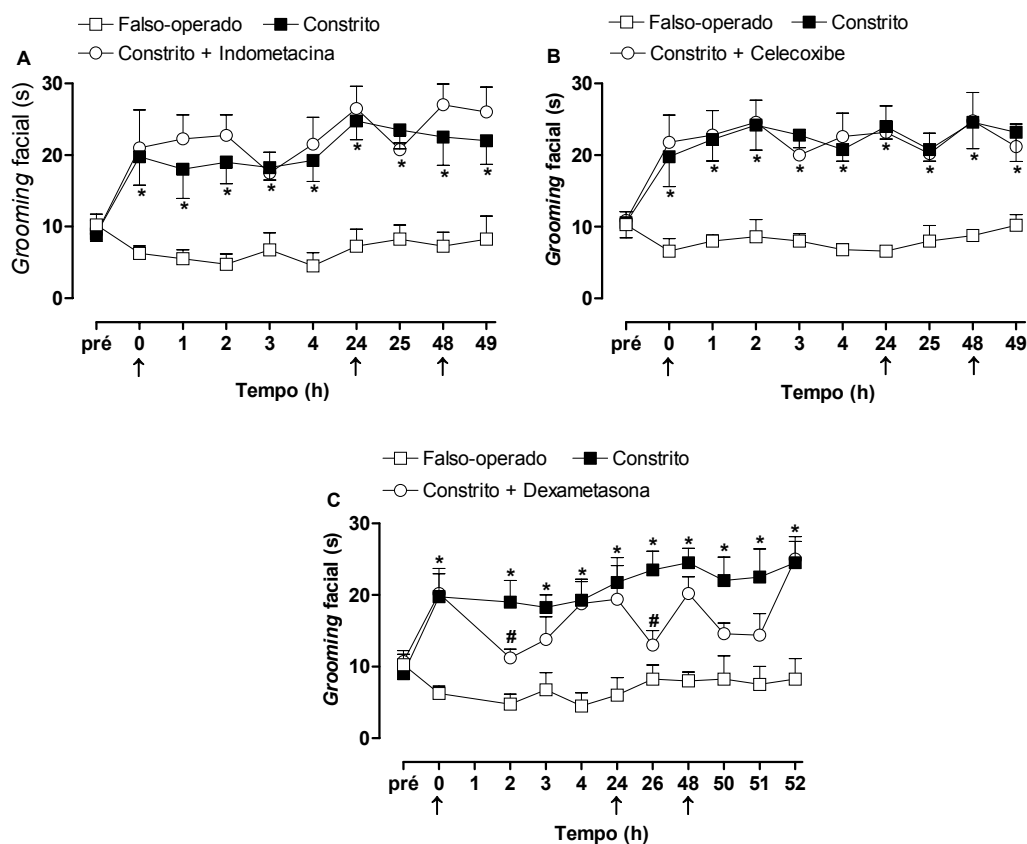 Falso-operado Constrito
Constrito + Indometacina
A
Grooming facial (s)
30
20
10
0
* * * * * * * * *
pré 0 1 2 3 4 24 25 48 49
↑ ↑ ↑
Tempo (h)
Falso-operado Constrito
Constrito + Celecoxibe
B
Grooming facial (s)
30
20
10
0
* * * * * * * * *
pré 0 1 2 3 4 24 25 48 49
↑ ↑ ↑
Tempo (h)
Falso-operado Constrito
Constrito + Dexametasona
C
Grooming facial (s)
30
20
10
0
* * * * * * * * * *
# #
pré 0 1 2 3 4 24 26 48 50 51 52
↑ ↑ ↑
Tempo (h)